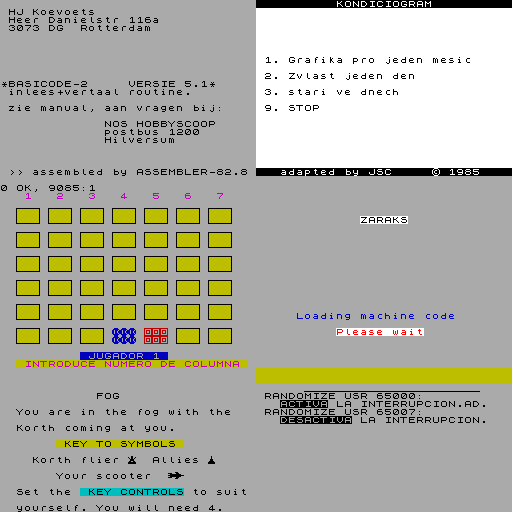 HJ Koevoets
Heer Danielstr 116a
3073 DG  Rotterdam
*BASICODE-2     VERSIE 5.1*
inlees+vertaal routine.
zie manual, aan vragen bij:
NOS HOBBYSCOOP
postbus 1200
Hilversum
>> assembled by ASSEMBLER-82.8
0 OK, 9085:1
KONDICIOGRAM
1. Grafika pro jeden mesic
2. Zvlast jeden den
3. stari ve dnech
9. STOP
adapted by JSC     © 1985
1 2 3 4 5 6 7
JUGADOR 1
INTRODUCE NUMERO DE COLUMNA
ZARAKS
Loading machine code
Please wait
FOG
You are in the fog with the
Korth coming at you.
KEY TO SYMBOLS
Korth flier   Allies
Your scooter
Set the  KEY CONTROLS to suit
yourself. You will need 4.
RANDOMIZE USR 65000:
ACTIVA LA INTERRUPCION.AD.
RANDOMIZE USR 65007:
DESACTIVA LA INTERRUPCION.